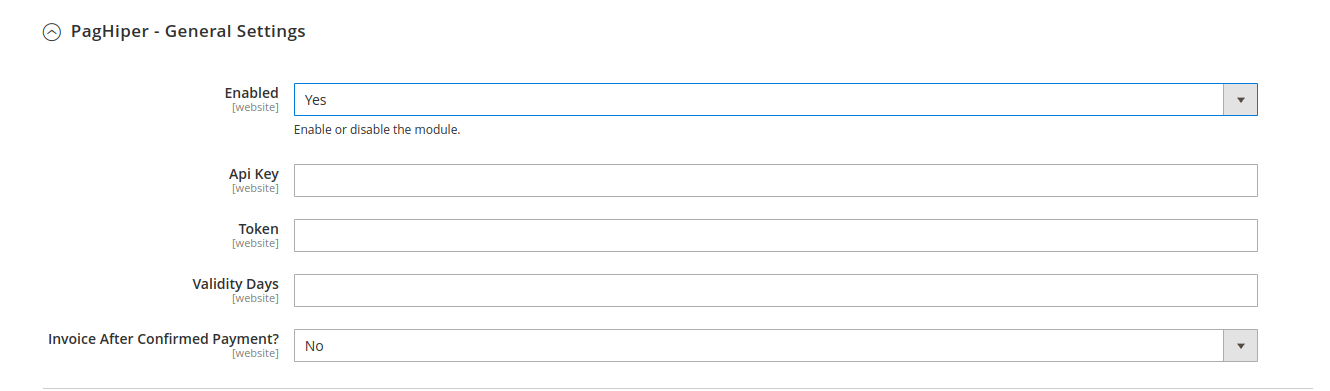 PagHiper - General Settings
Enabled
[website]
Yes
Enable or disable the module.
Api Key
[website]
Token
[website]
Validity Days
[website]
Invoice After Confirmed Payment?
[website]
No